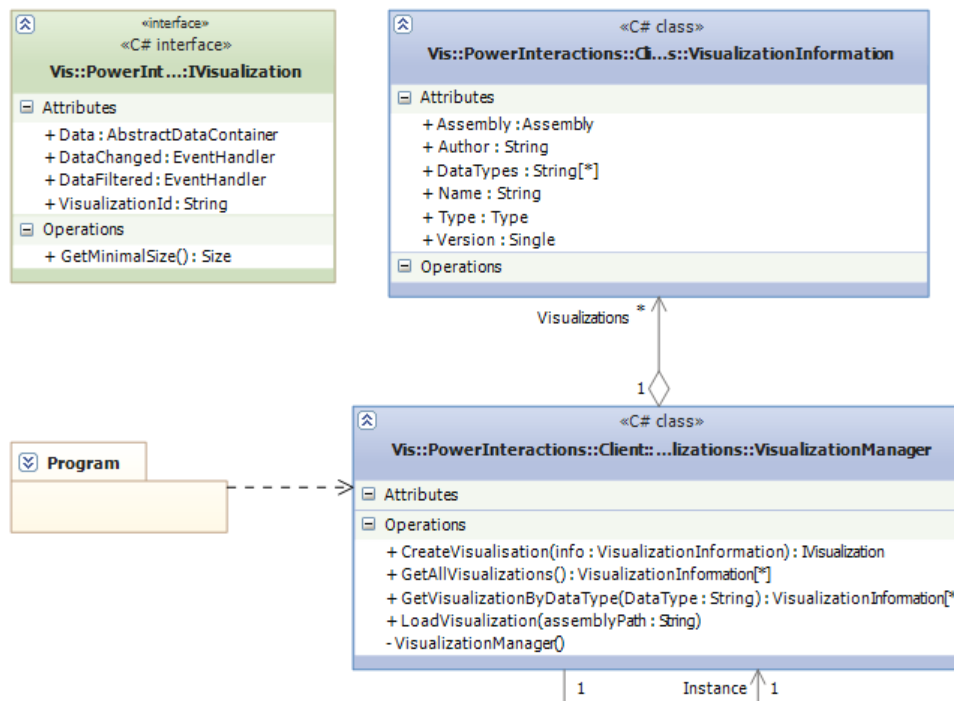 «interface»
«C# interface»
Vis::PowerInt...:IVisualization
Attributes
+ Data : AbstractDataContainer
+ DataChanged : EventHandler
+ DataFiltered : EventHandler
+ VisualizationId : String
Operations
+ GetMinimalSize() : Size
«C# class»
Vis::PowerInteractions::Cli...s::VisualizationInformation
Attributes
+ Assembly : Assembly
+ Author : String
+ DataTypes : String[*]
+ Name : String
+ Type : Type
+ Version : Single
Operations
Visualizations *
1
Program
«C# class»
Vis::PowerInteractions::Client:: ...lizations::VisualizationManager
Attributes
Operations
+ CreateVisualisation(info : VisualizationInformation) : IVisualization
+ GetAllVisualizations() : VisualizationInformation[*]
+ GetVisualizationByDataType(DataType : String) : VisualizationInformation[*
+ LoadVisualization(assemblyPath : String)
- VisualizationManager()
1 Instance 1